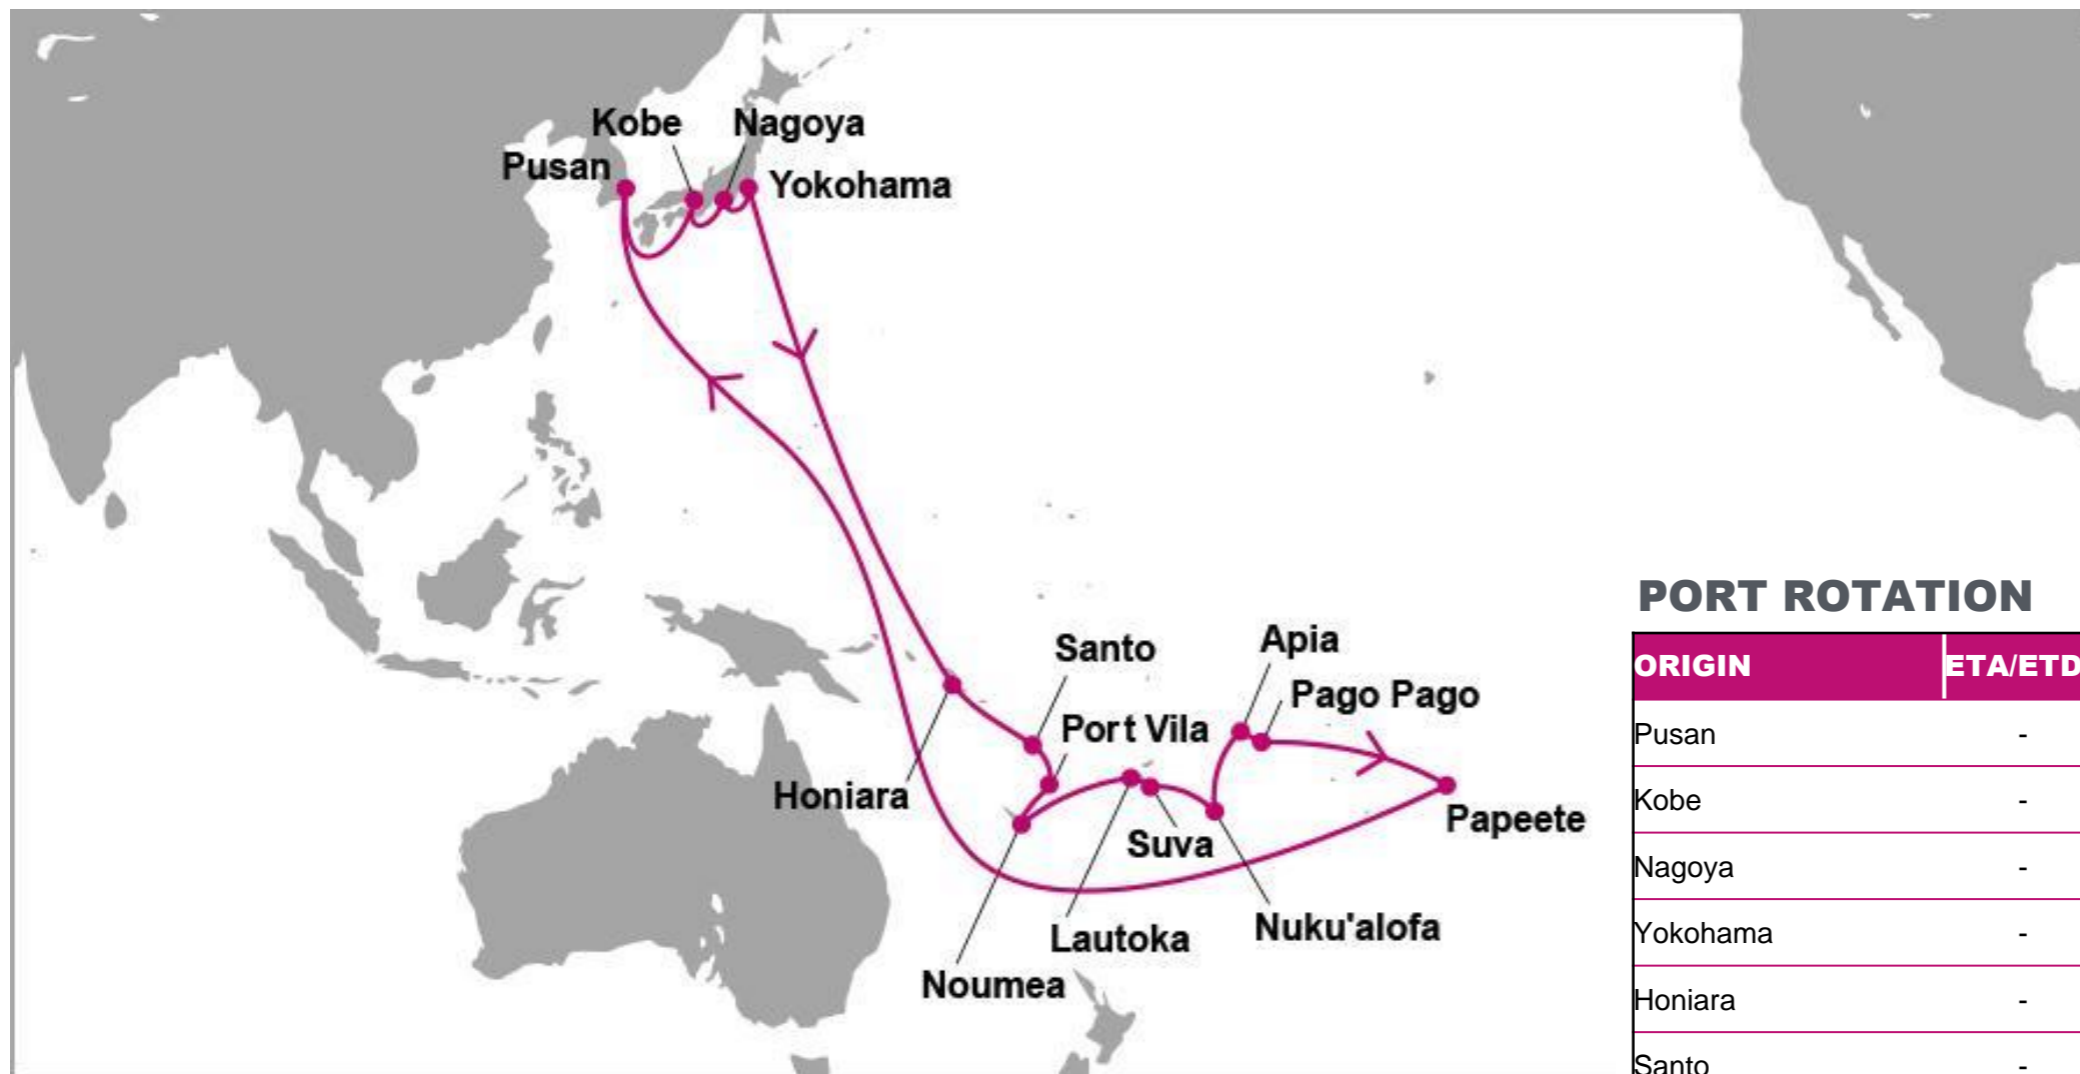 Kobe
Nagoya
Pusan
Yokohama
Santo
Apia
Pago Pago
Port Vila
Honiara
Papeete
Suva
Lautoka
Nuku'alofa
Noumea
PORT ROTATION
ORIGIN ETA/ETD
Pusan -
Kobe -
Nagoya -
Yokohama -
Honiara -
Santo -